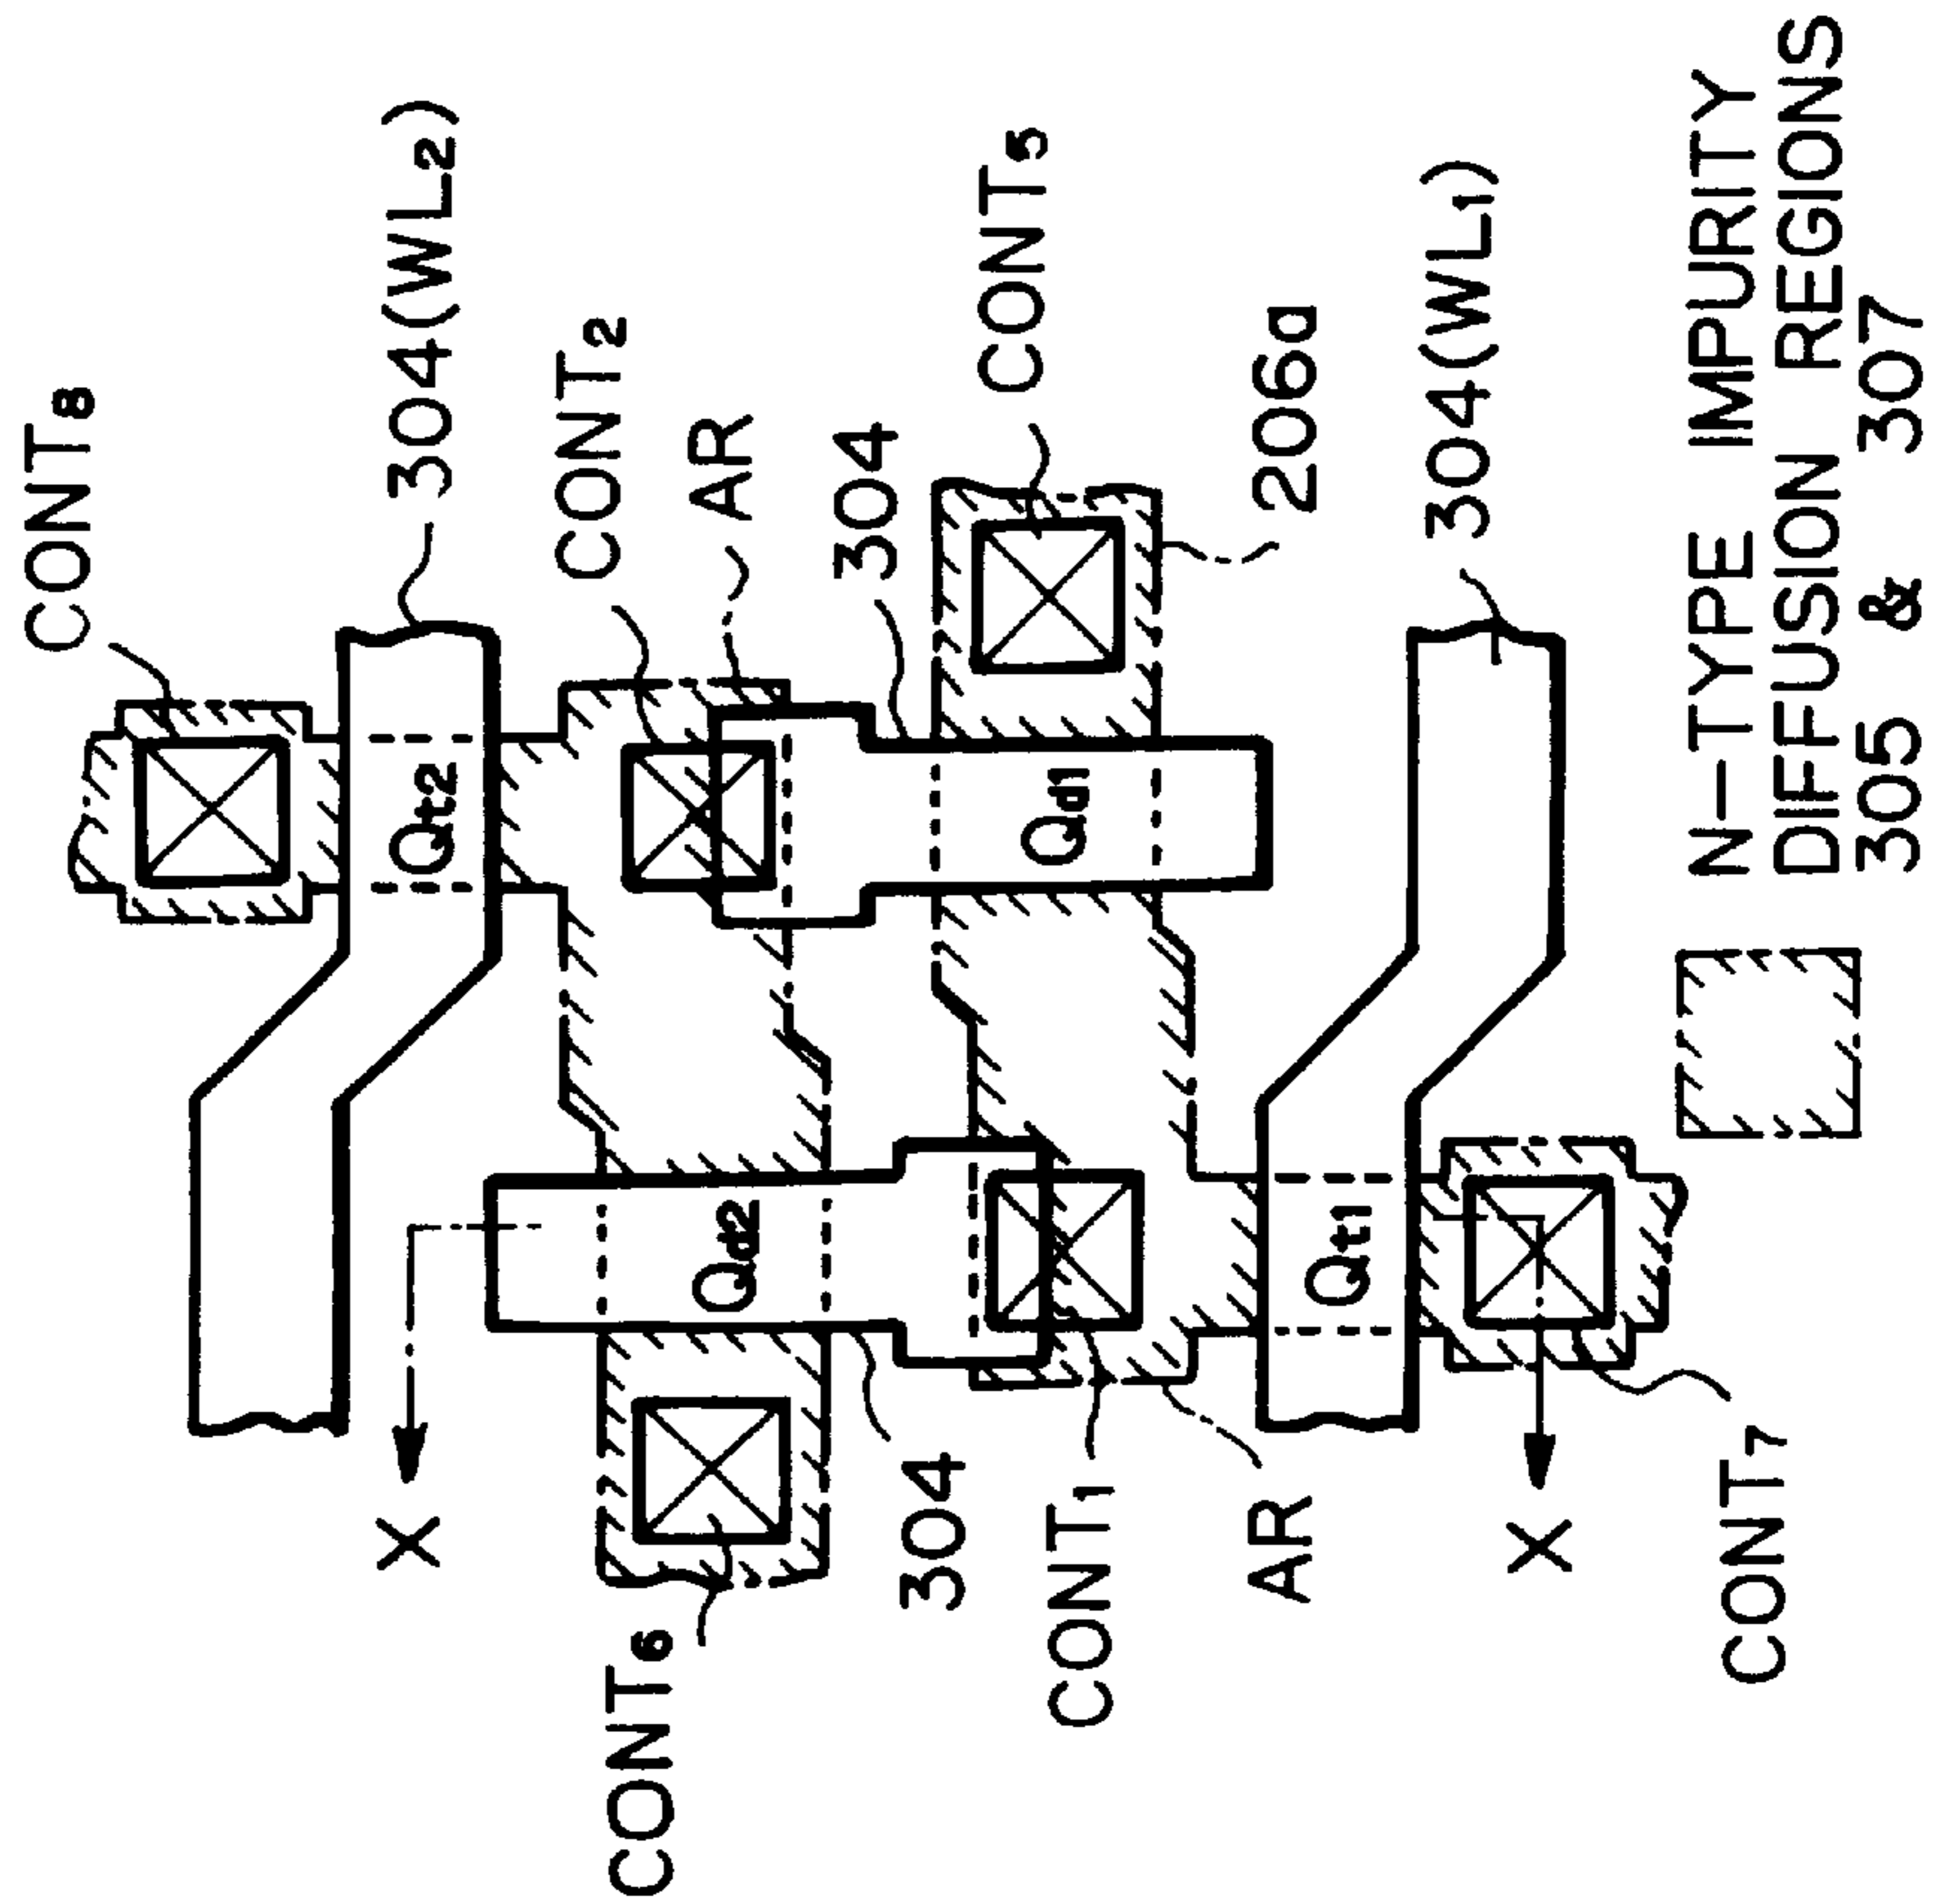 CONT8
304(WL2)
CONT2
AR
304
CONT5
206a
304(WL1)
Qt2
Qd1
Qd2
Qt1
X
CONT6
304
CONT1
AR
X
CONT7
N-TYPE IMPURITY
DIFFUSION REGIONS
305 & 307